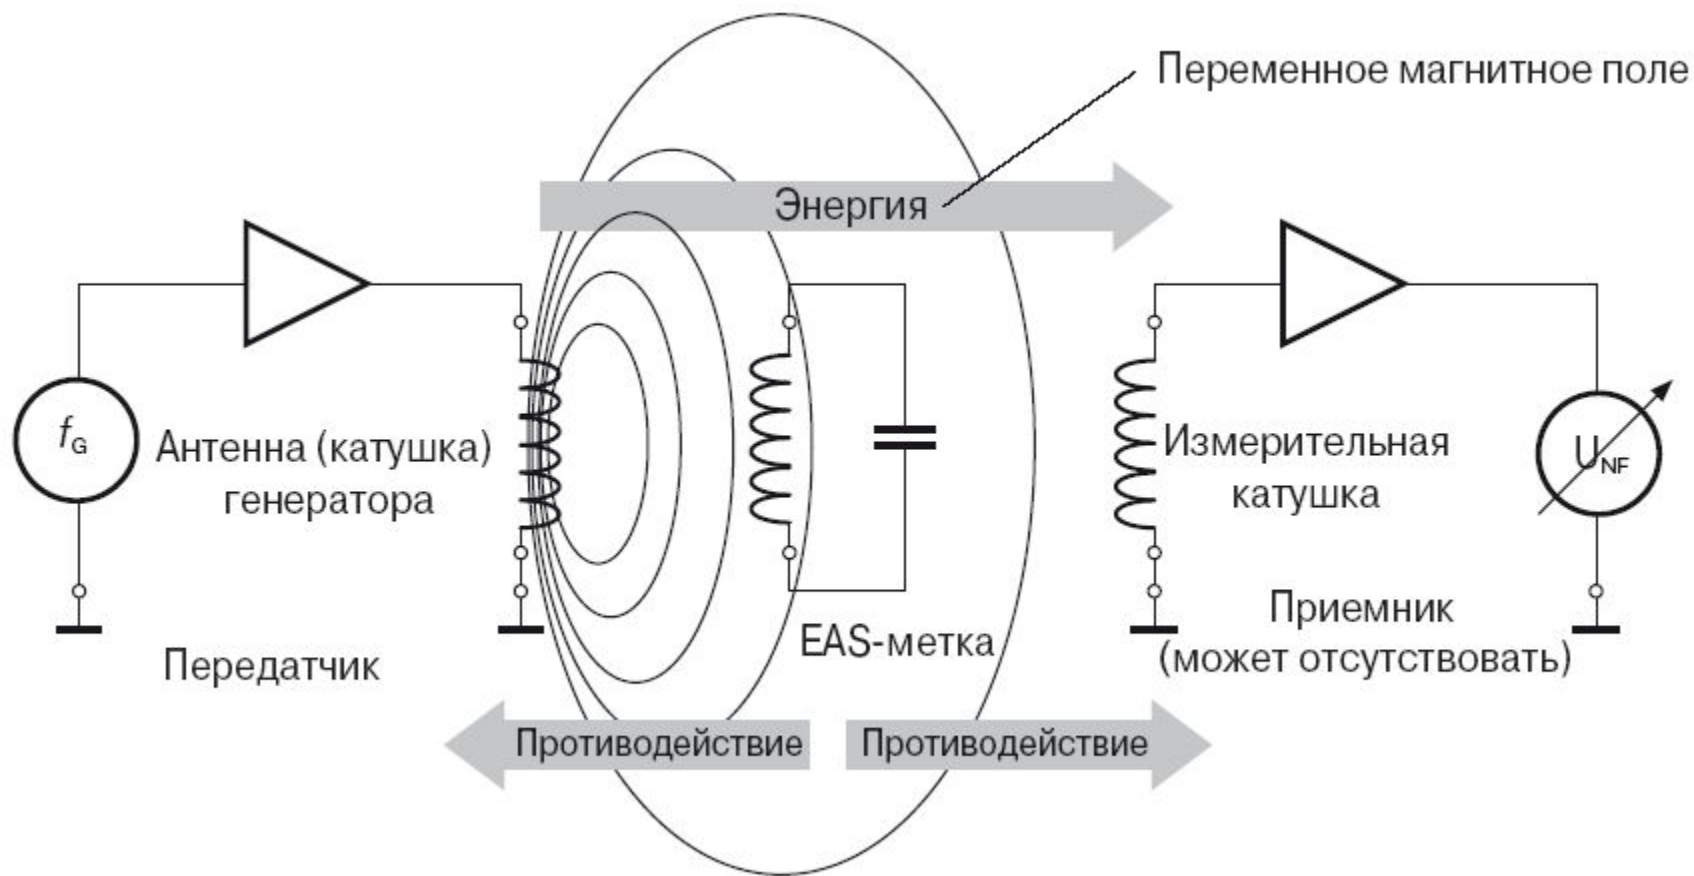 Переменное магнитное поле
Энергия
f_G
Антенна (катушка)
генератора
Передатчик
EAS-метка
Измерительная
катушка
U_NF
Приемник
(может отсутствовать)
Противодействие
Противодействие